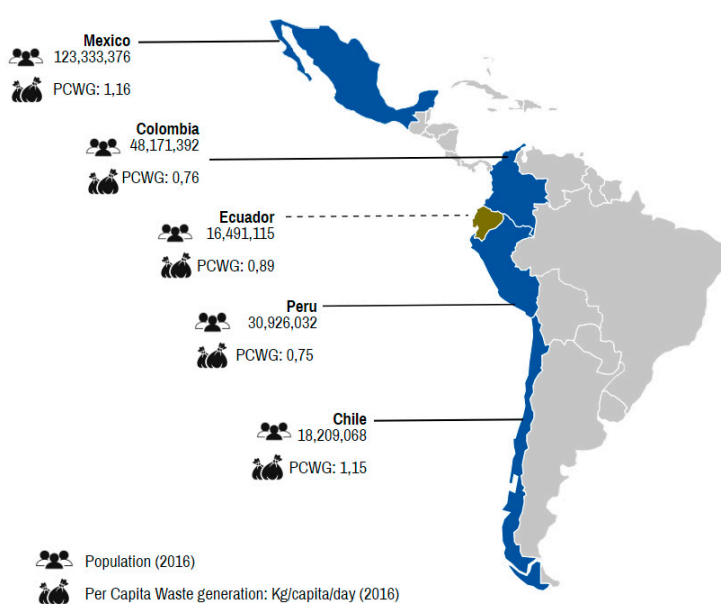 Mexico
123,333,376
PCWG: 1,16
Colombia
48,171,392
PCWG: 0,76
Ecuador
16,491,115
PCWG: 0,89
Peru
30,926,032
PCWG: 0,75
Chile
18,209,068
PCWG: 1,15
Population (2016)
Per Capita Waste generation: Kg/capita/day (2016)